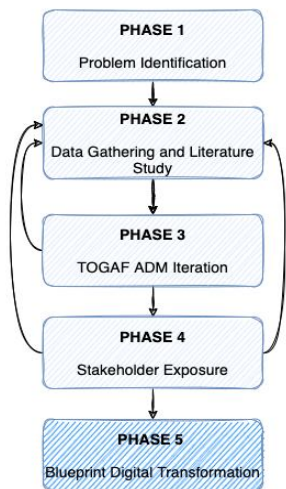 PHASE 1
Problem Identification
PHASE 2
Data Gathering and Literature
Study
PHASE 3
TOGAF ADM Iteration
PHASE 4
Stakeholder Exposure
PHASE 5
Blueprint Digital Transformation